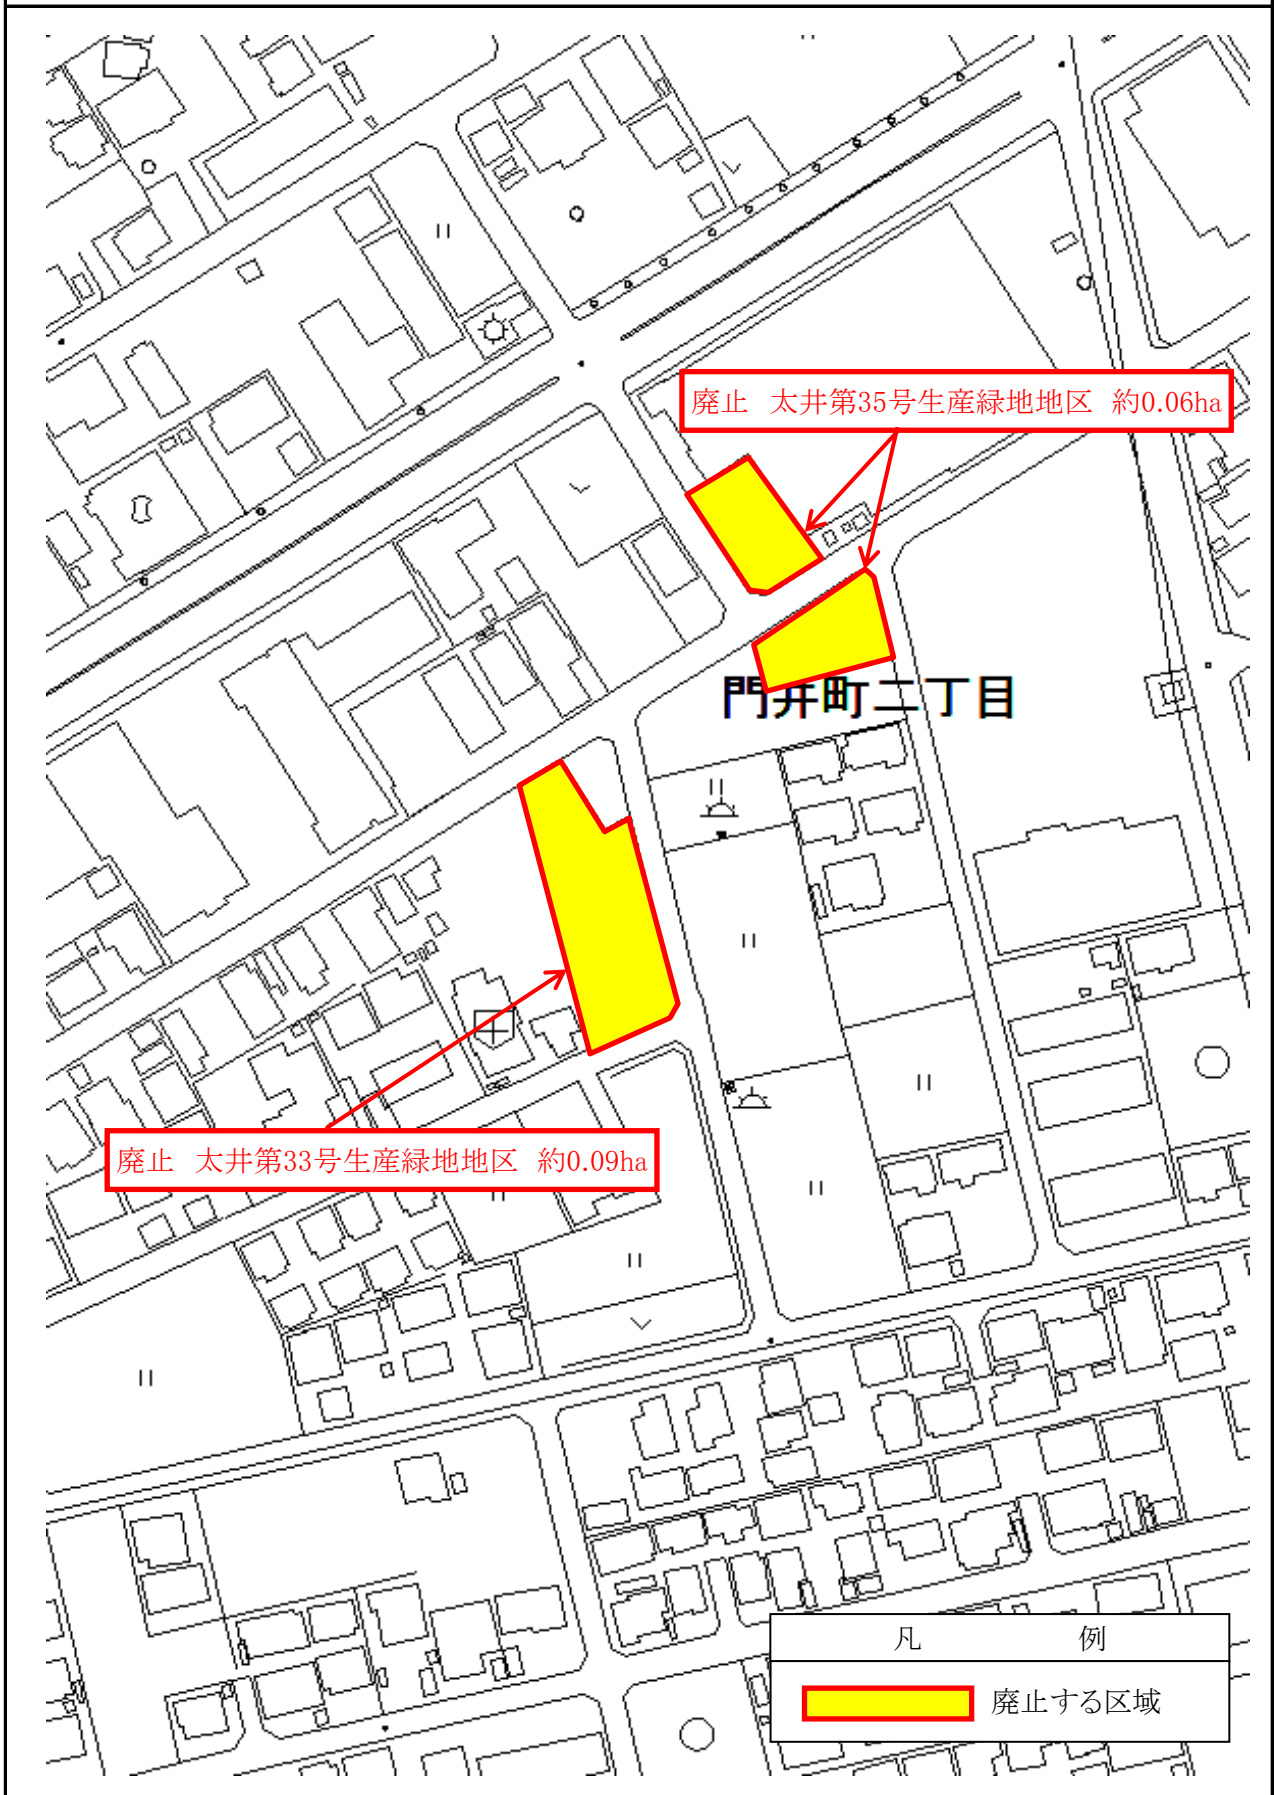 廃止　太井第35号生産緑地地区　約0.06ha
門井町二丁目
廃止　太井第33号生産緑地地区　約0.09ha
凡　例
廃止する区域